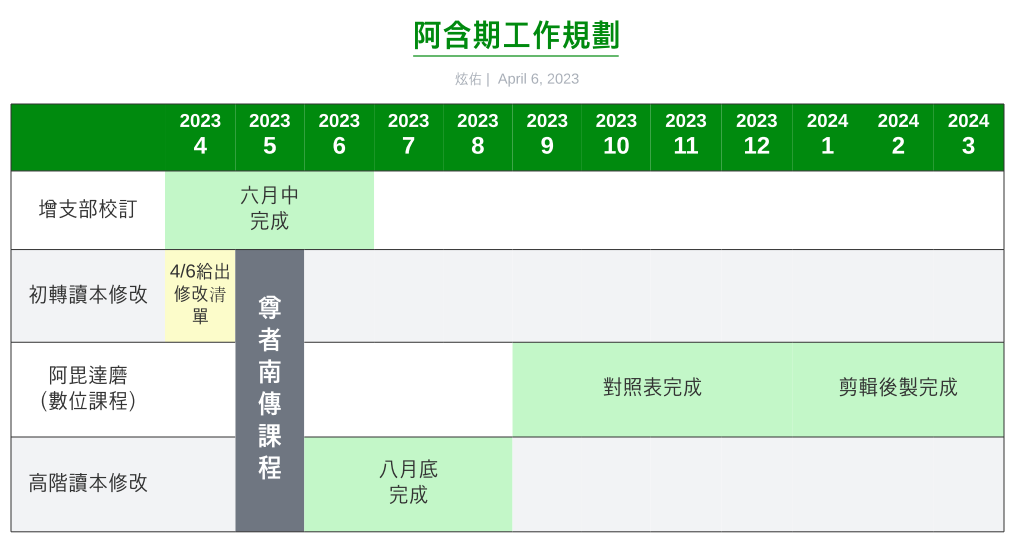 阿含期工作規劃
炫佑 | April 6, 2023
2023 2023 2023 2023 2023 2023 2023 2023 2023 2024 2024 2024
4 5 6 7 8 9 10 11 12 1 2 3
增支部校訂
六月中
完成
初轉讀本修改
4/6給出
修改清
單
尊
者
南
傳
課
程
阿毘達磨
（數位課程）
對照表完成
剪輯後製完成
高階讀本修改
八月底
完成